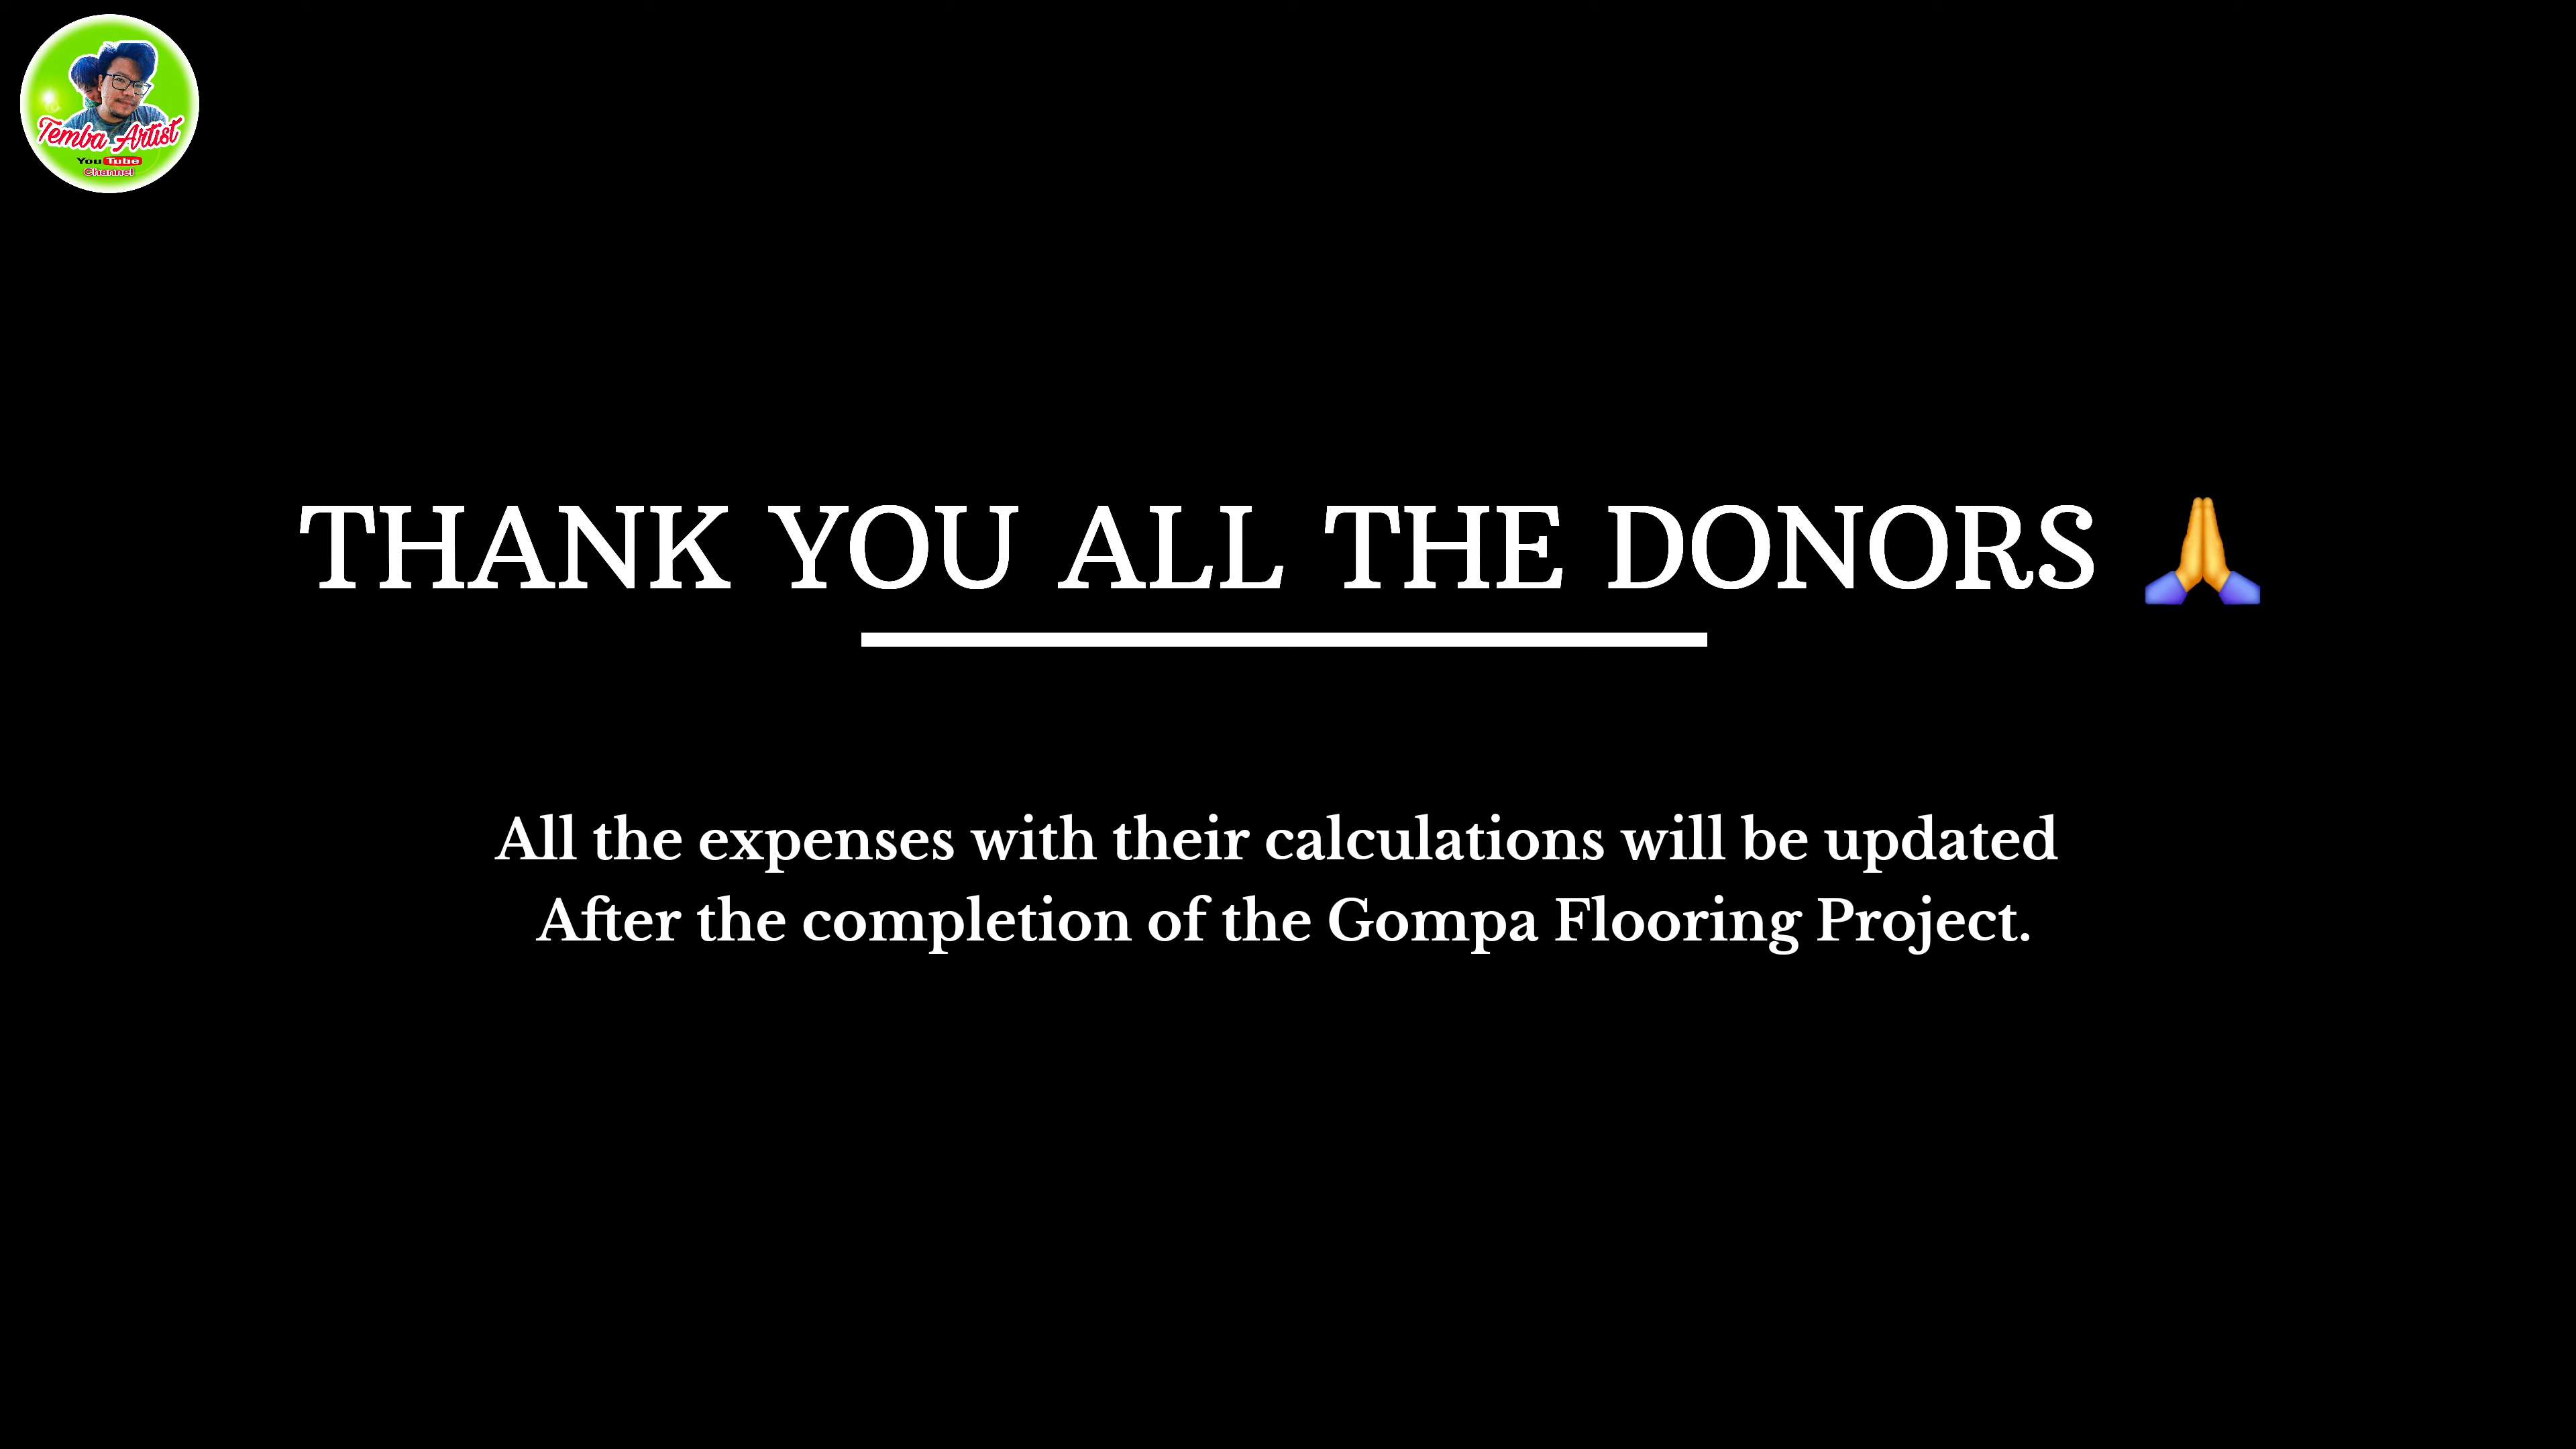 Temba Artist
YouTube
Channel
THANK YOU ALL THE DONORS 🙏
All the expenses with their calculations will be updated
After the completion of the Gompa Flooring Project.